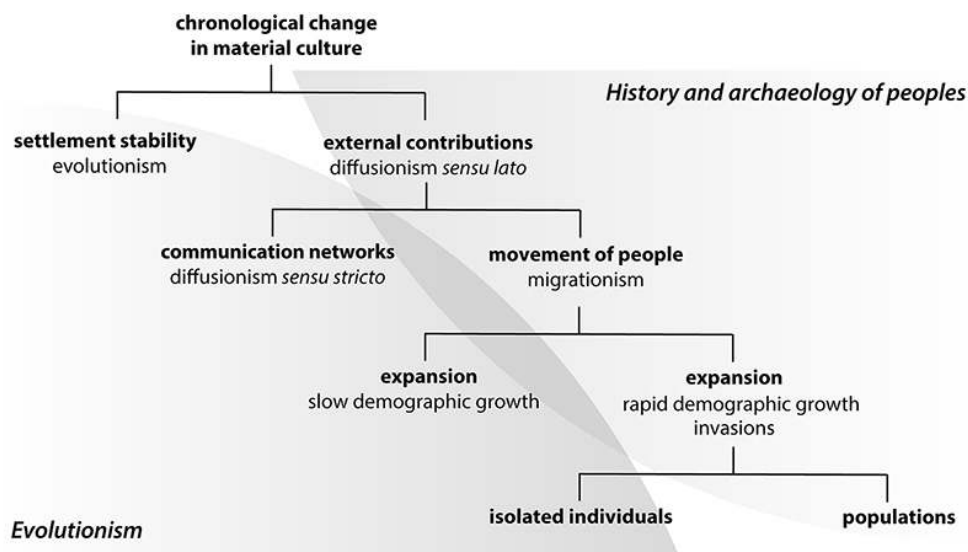 chronological change
in material culture
History and archaeology of peoples
settlement stability
evolutionism
external contributions
diffusionism sensu lato
communication networks
diffusionism sensu stricto
movement of people
migrationism
expansion
slow demographic growth
expansion
rapid demographic growth
invasions
isolated individuals
populations
Evolutionism